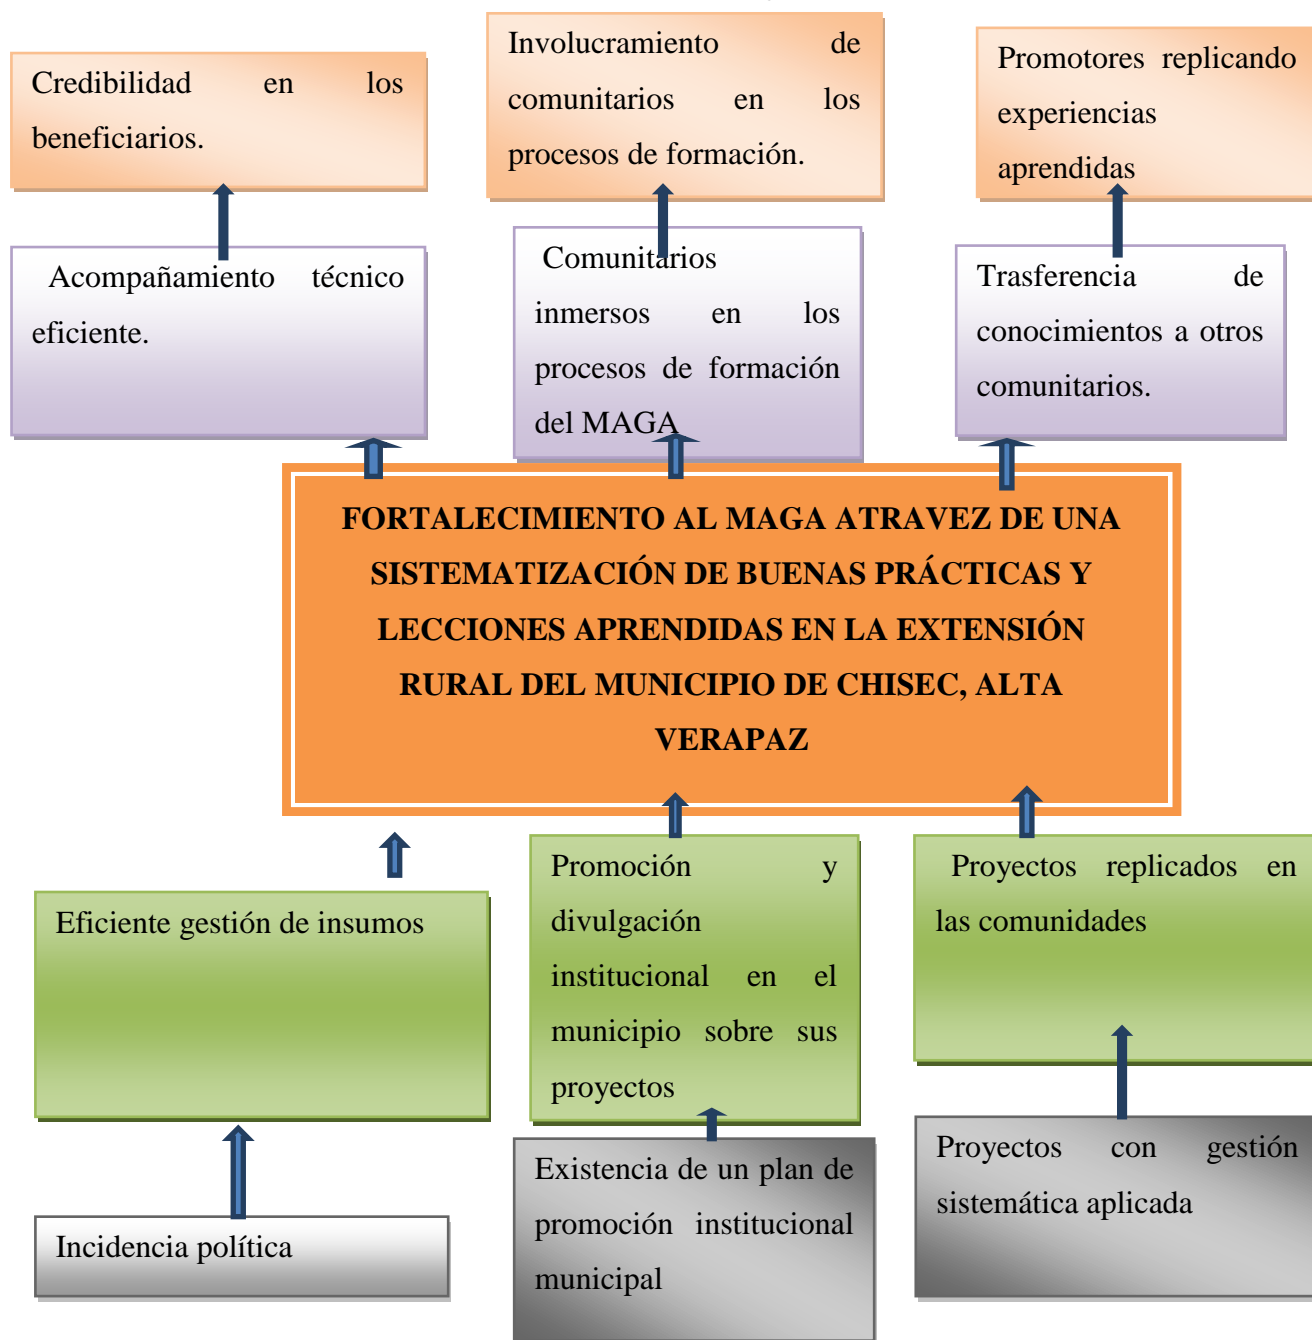 Credibilidad en los
beneficiarios.
Involucramiento de
comunitarios en los
procesos de formación.
Promotores replicando
experiencias
aprendidas
Acompañamiento técnico
eficiente.
Comunitarios
inmersos en los
procesos de formación
del MAGA
Trasferencia de
conocimientos a otros
comunitarios.
FORTALECIMIENTO AL MAGA ATRAVEZ DE UNA
SISTEMATIZACIÓN DE BUENAS PRÁCTICAS Y
LECCIONES APRENDIDAS EN LA EXTENSIÓN
RURAL DEL MUNICIPIO DE CHISEC, ALTA
VERAPAZ
Eficiente gestión de insumos
Promoción y
divulgación
institucional en el
municipio sobre sus
proyectos
Proyectos replicados en
las comunidades
Incidencia política
Existencia de un plan de
promoción institucional
municipal
Proyectos con gestión
sistemática aplicada